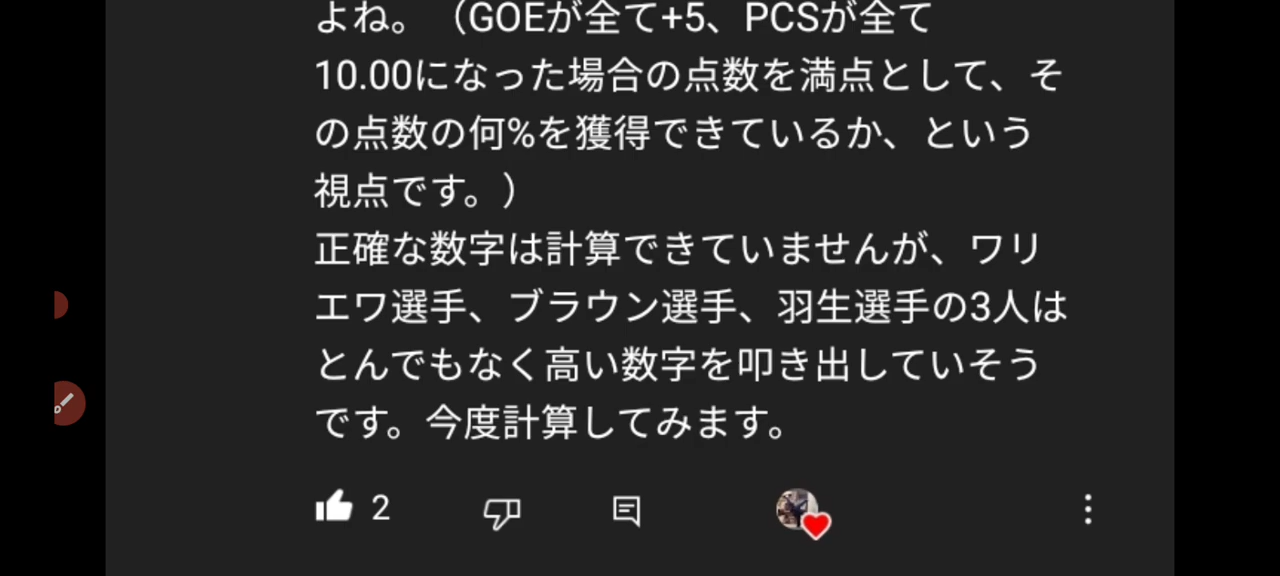 よね。（GOEが全て+5、PCSが全て
10.00になった場合の点数を満点として、そ
の点数の何%を獲得できているか、という
視点です。）
正確な数字は計算できていませんが、ワリ
エワ選手、ブラウン選手、羽生選手の3人は
とんでもなく高い数字を叩き出していそう
です。今度計算してみます。
2